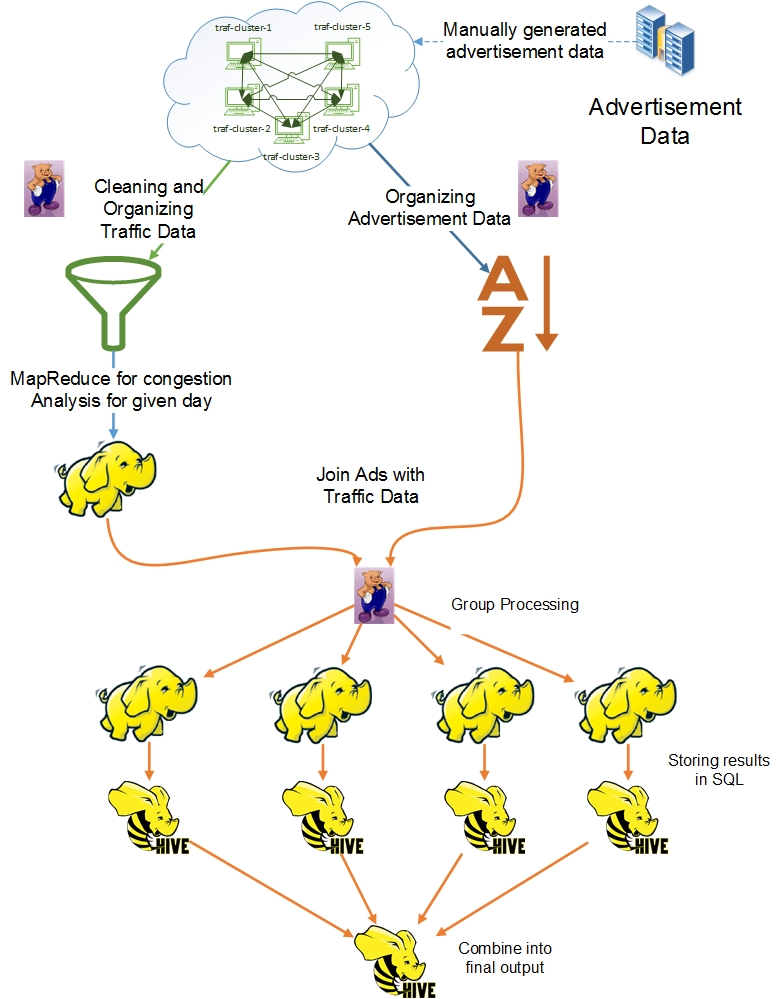 traf-cluster-1
traf-cluster-5
traf-cluster-2
traf-cluster-4
traf-cluster-3
Manually generated
advertisement data
Advertisement
Data
Cleaning and
Organizing
Traffic Data
Organizing
Advertisement Data
A
Z
MapReduce for congestion
Analysis for given day
Join Ads with
Traffic Data
Group Processing
Storing results
in SQL
HIVE
HIVE
HIVE
HIVE
Combine into
final output
HIVE